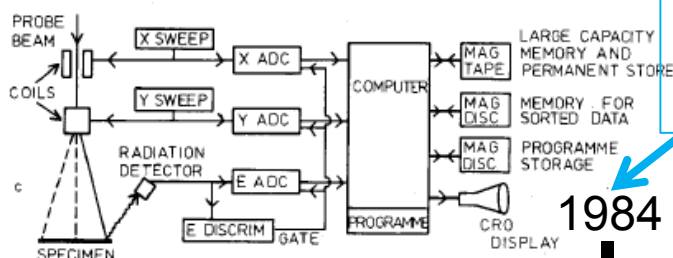 PROBE
BEAM
COILS
X SWEEP
X ADC
Y SWEEP
Y ADC
RADIATION
DETECTOR
E ADC
E DISCRIM
GATE
C
SPECIMEN
COMPUTER
PROGRAMME
MAG
TAPE
LARGE CAPACITY
MEMORY AND
PERMANENT STORE
MAG
DISC
MEMORY FOR
SORTED DATA
MAG
DISC
PROGRAMME
STORAGE
CRO
DISPLAY
1984